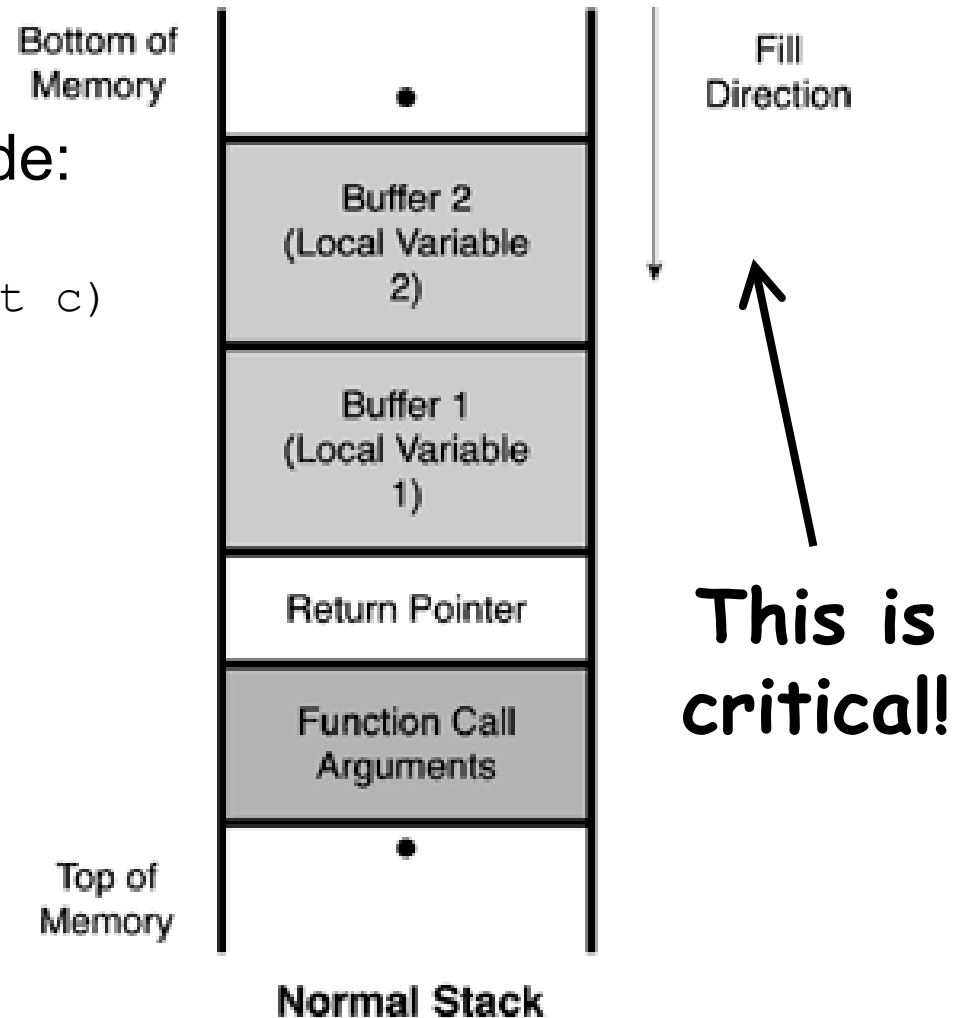 Bottom of
Memory
de:
t c)
Fill
Direction
Buffer 2
(Local Variable
2)
Buffer 1
(Local Variable
1)
Return Pointer
This is
critical!
Function Call
Arguments
Top of
Memory
Normal Stack